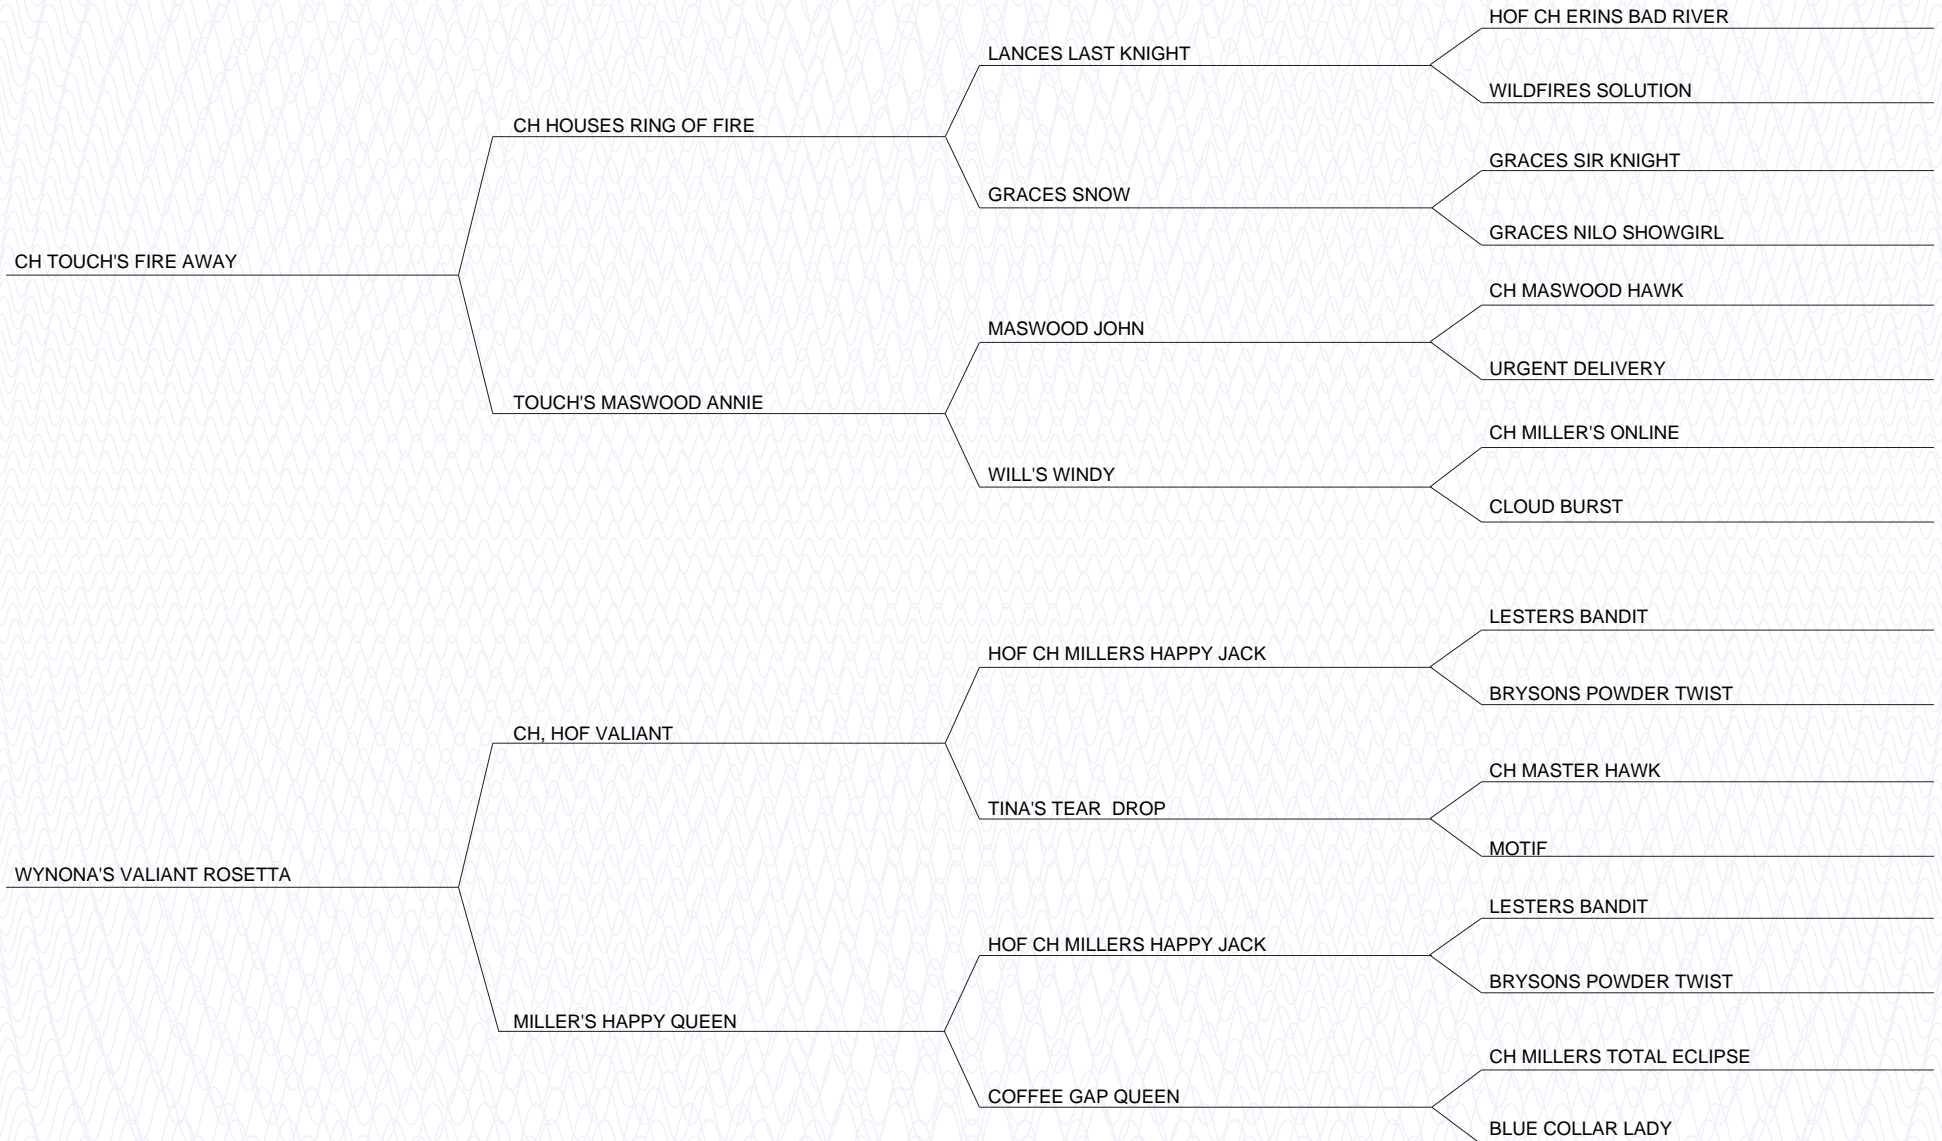 HOF CH ERINS BAD RIVER
LANCES LAST KNIGHT
WILDFIRES SOLUTION
CH HOUSES RING OF FIRE
GRACES SIR KNIGHT
GRACES SNOW
GRACES NILO SHOWGIRL
CH TOUCH'S FIRE AWAY
CH MASWOOD HAWK
MASWOOD JOHN
URGENT DELIVERY
TOUCH'S MASWOOD ANNIE
CH MILLER'S ONLINE
WILL'S WINDY
CLOUD BURST
LESTERS BANDIT
HOF CH MILLERS HAPPY JACK
BRYSONS POWDER TWIST
CH, HOF VALIANT
CH MASTER HAWK
TINA'S TEAR  DROP
MOTIF
WYNONA'S VALIANT ROSETTA
LESTERS BANDIT
HOF CH MILLERS HAPPY JACK
BRYSONS POWDER TWIST
MILLER'S HAPPY QUEEN
CH MILLERS TOTAL ECLIPSE
COFFEE GAP QUEEN
BLUE COLLAR LADY